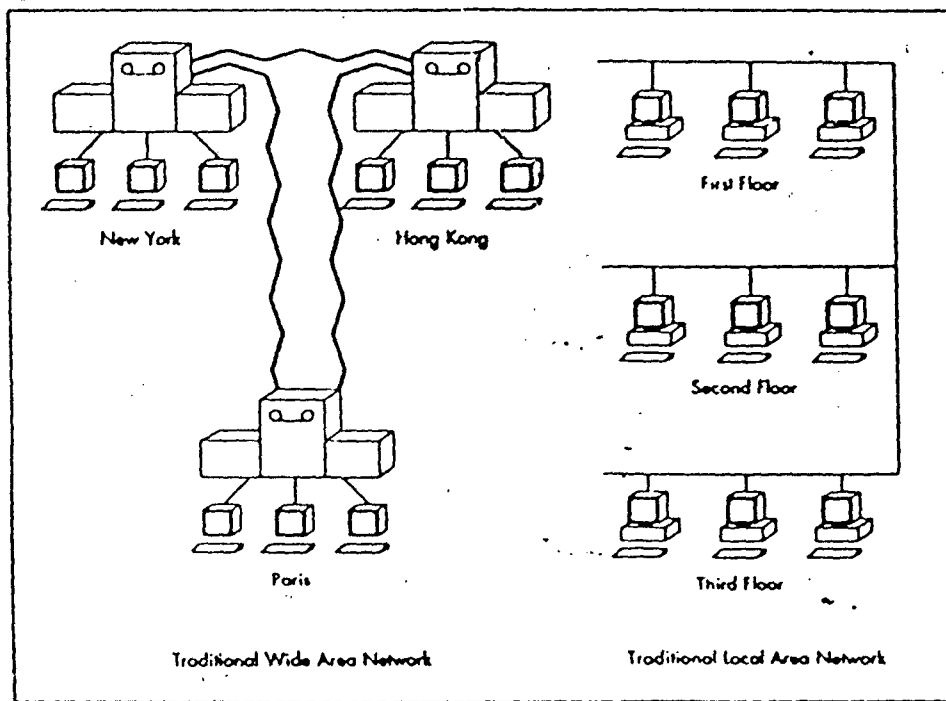 New York
Hong Kong
Paris
Traditional Wide Area Network
First Floor
Second Floor
Third Floor
Traditional Local Area Network